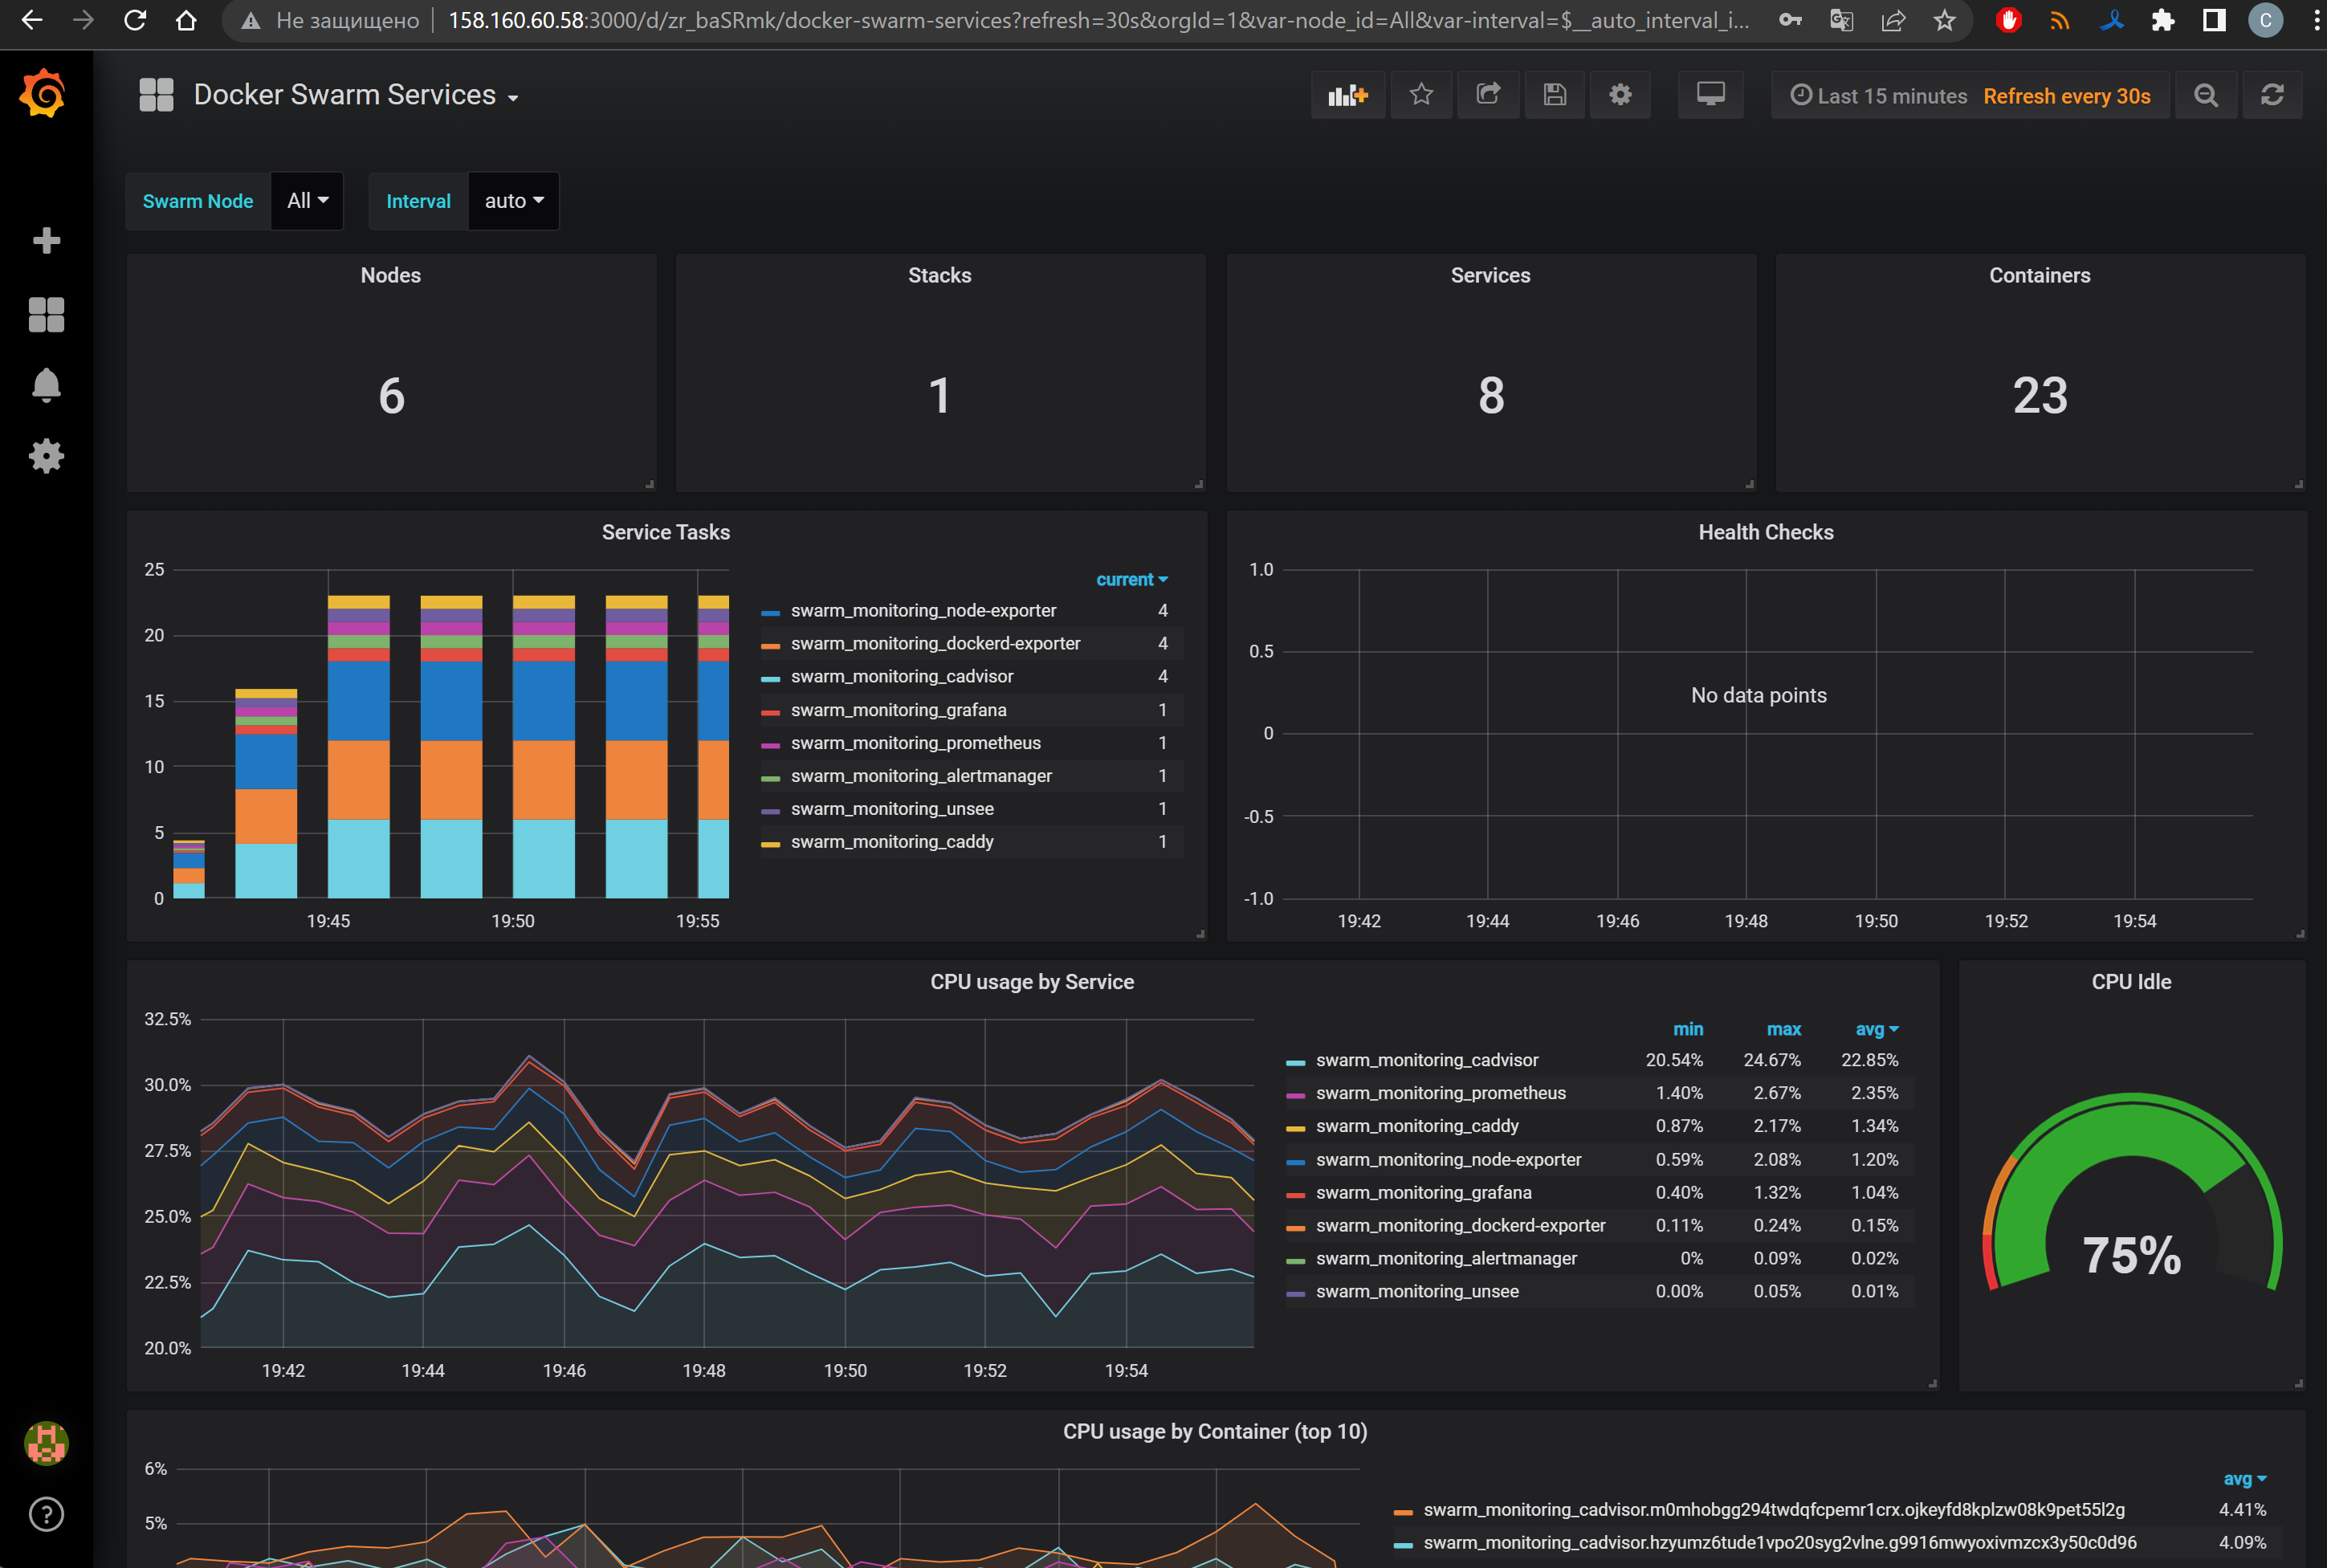 Не защищено 158.160.60.58:3000/d/zr_baSRmk/docker-swarm-services?refresh=30s&orgId=1&var-node_id=All&var-interval=$__auto_interval_i... C
Docker Swarm Services
Last 15 minutes Refresh every 30s
Swarm Node All Interval auto
Nodes Stacks Services Containers
6 1 8 23
Service Tasks
25
20
15
10
5
0
19:45 19:50 19:55
current
swarm_monitoring_node-exporter 4
swarm_monitoring_dockerd-exporter 4
swarm_monitoring_cadvisor 4
swarm_monitoring_grafana 1
swarm_monitoring_prometheus 1
swarm_monitoring_alertmanager 1
swarm_monitoring_unsee 1
swarm_monitoring_caddy 1
Health Checks
1.0
0.5
No data points
0
-0.5
-1.0
19:42 19:44 19:46 19:48 19:50 19:52 19:54
CPU usage by Service
32.5%
30.0%
27.5%
25.0%
22.5%
20.0%
19:42 19:44 19:46 19:48 19:50 19:52 19:54
min max avg
swarm_monitoring_cadvisor 20.54% 24.67% 22.85%
swarm_monitoring_prometheus 1.40% 2.67% 2.35%
swarm_monitoring_caddy 0.87% 2.17% 1.34%
swarm_monitoring_node-exporter 0.59% 2.08% 1.20%
swarm_monitoring_grafana 0.40% 1.32% 1.04%
swarm_monitoring_dockerd-exporter 0.11% 0.24% 0.15%
swarm_monitoring_alertmanager 0% 0.09% 0.02%
swarm_monitoring_unsee 0.00% 0.05% 0.01%
CPU Idle
75%
CPU usage by Container (top 10)
6%
5%
avg
swarm_monitoring_cadvisor.m0mhobgg294twdqfcpemr1crx.ojkeyfd8kplzw08k9pet55l2g 4.41%
swarm_monitoring_cadvisor.hzyumz6tude1vpo20syg2vlne.g9916mwyoxivmzcx3y50c0d96 4.09%